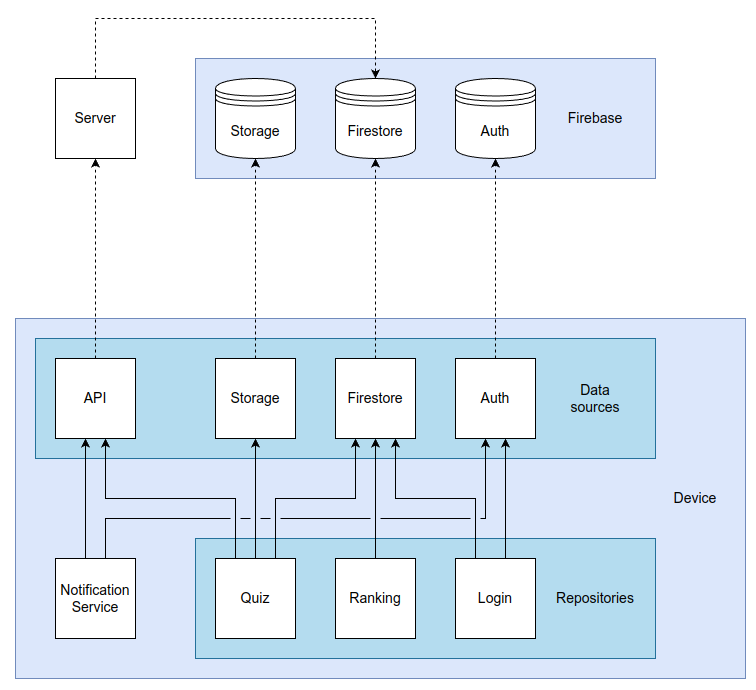 Server
Storage
Firestore
Auth
Firebase
API
Storage
Firestore
Auth
Data
sources
Device
Notification
Service
Quiz
Ranking
Login
Repositories